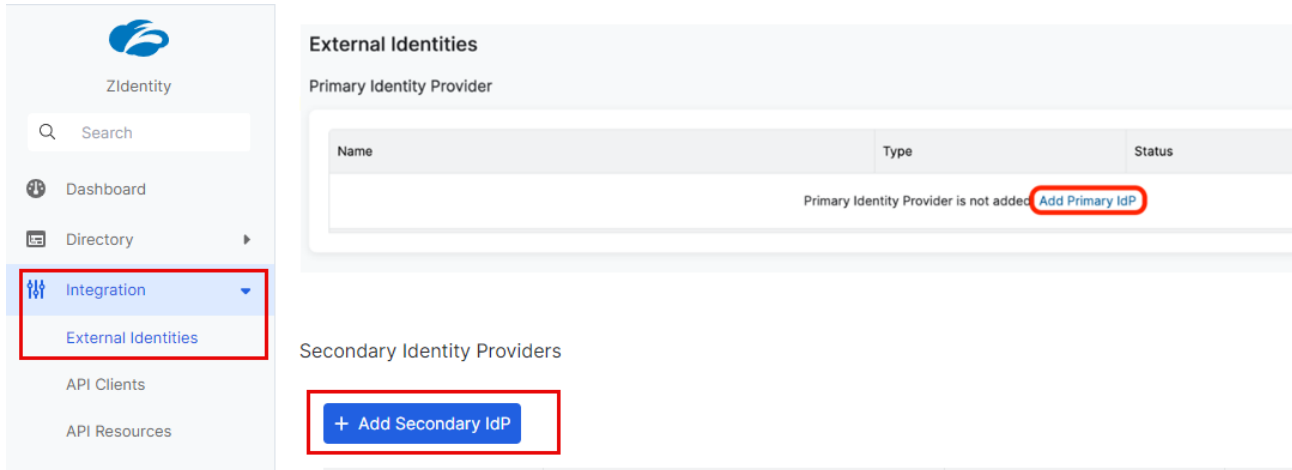 ZIdentity
Search
Dashboard
Directory
Integration
External Identities
API Clients
API Resources
External Identities
Primary Identity Provider
Name Type Status
Primary Identity Provider is not added Add Primary IdP
Secondary Identity Providers
+ Add Secondary IdP